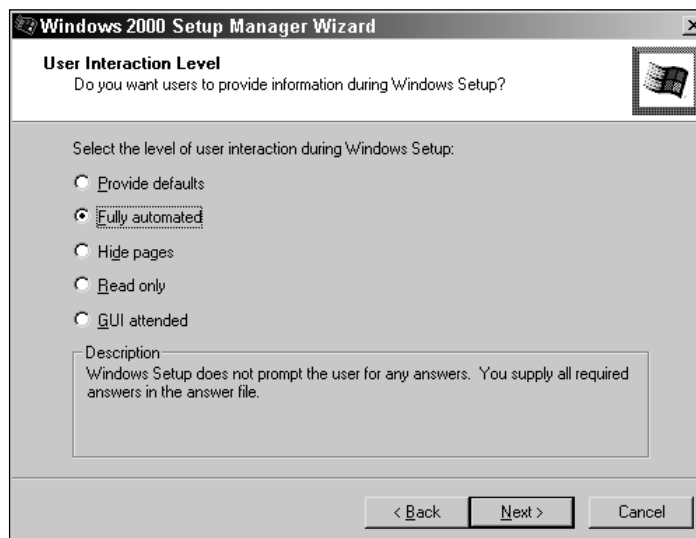 Windows 2000 Setup Manager Wizard
User Interaction Level
Do you want users to provide information during Windows Setup?
Select the level of user interaction during Windows Setup:
Provide defaults
Fully automated
Hide pages
Read only
GUI attended
Description
Windows Setup does not prompt the user for any answers. You supply all required
answers in the answer file.
< Back
Next >
Cancel